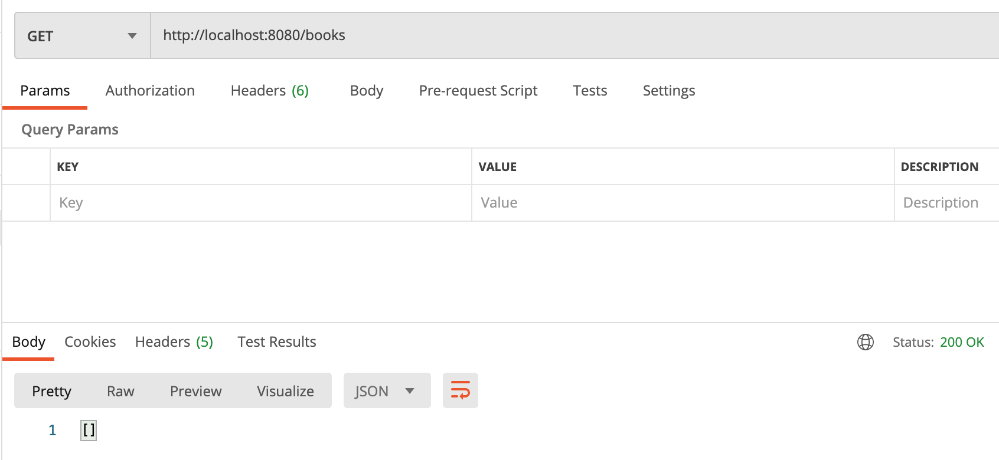 GET http://localhost:8080/books
Params Authorization Headers (6) Body Pre-request Script Tests Settings
Query Params
KEY VALUE DESCRIPTION
Key Value Description
Body Cookies Headers (5) Test Results Status: 200 OK
Pretty Raw Preview Visualize JSON
1 []